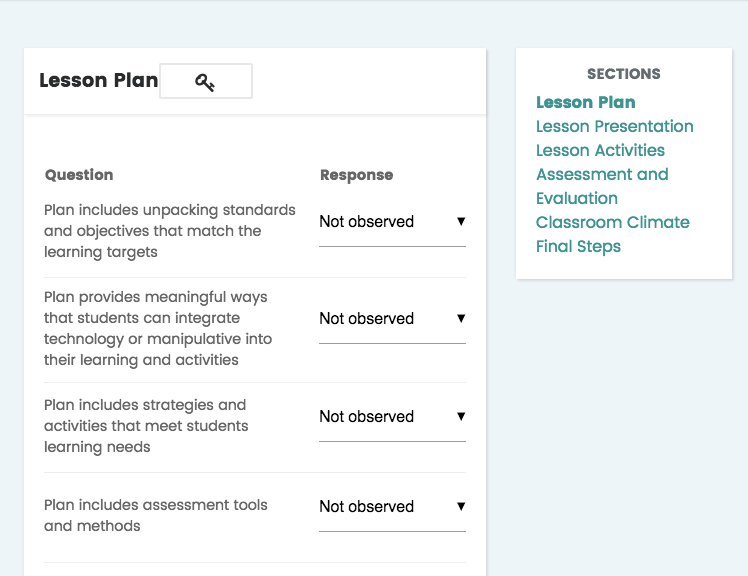 Lesson Plan
Question Response
Plan includes unpacking standards
and objectives that match the
learning targets
Not observed
Plan provides meaningful ways
that students can integrate
technology or manipulative into
their learning and activities
Not observed
Plan includes strategies and
activities that meet students
learning needs
Not observed
Plan includes assessment tools
and methods
Not observed
SECTIONS
Lesson Plan
Lesson Presentation
Lesson Activities
Assessment and
Evaluation
Classroom Climate
Final Steps